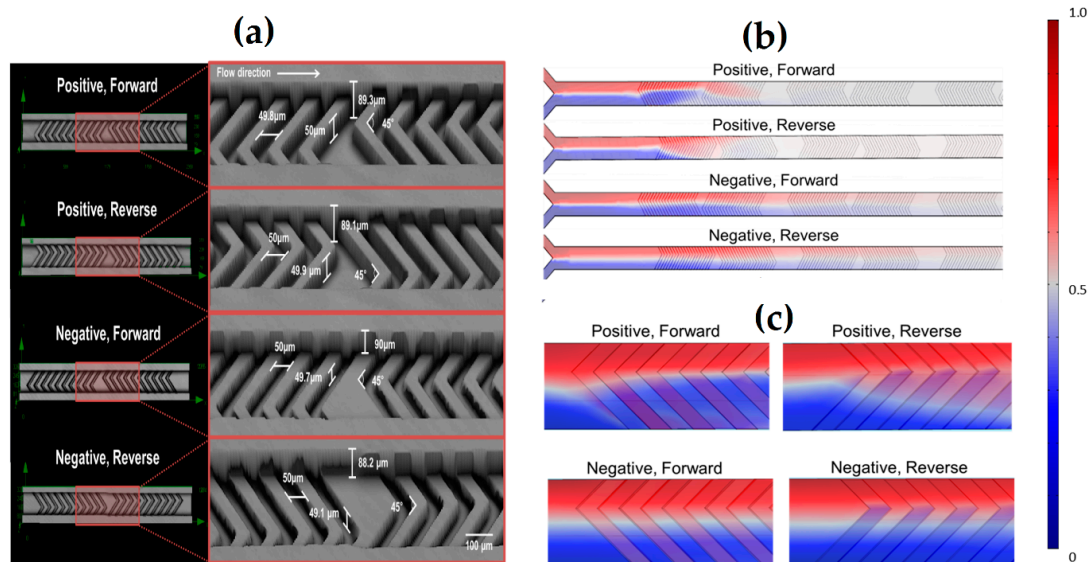 (a)
Positive, Forward
Flow direction
89.3μm
49.8μm
50μm
45°
Positive, Reverse
89.1μm
50μm
49.9 μm
45°
Negative, Forward
90μm
50μm
49.7μm
45°
Negative, Reverse
88.2 μm
50μm
49.1 μm
45°
100 μm
(b)
Positive, Forward
Positive, Reverse
Negative, Forward
Negative, Reverse
(c)
Positive, Forward
Positive, Reverse
Negative, Forward
Negative, Reverse
1.0
0.5
0